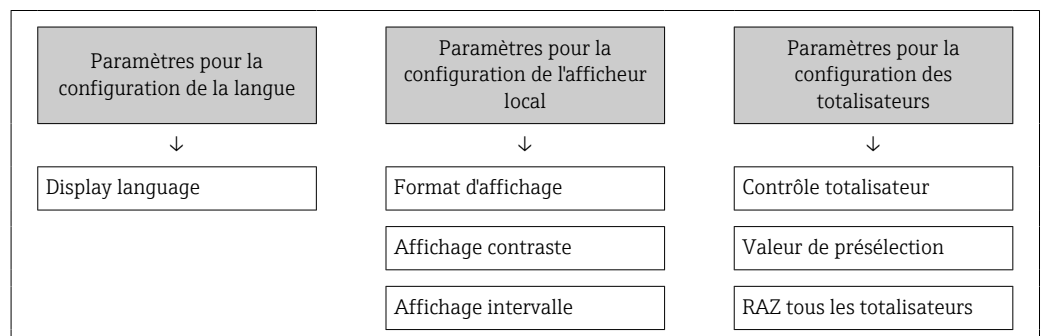 Paramètres pour la
configuration de la langue
Paramètres pour la
configuration de l'afficheur
local
Paramètres pour la
configuration des
totalisateurs
↓
↓
↓
Display language
Format d'affichage
Contrôle totalisateur
Affichage contraste
Valeur de présélection
Affichage intervalle
RAZ tous les totalisateurs